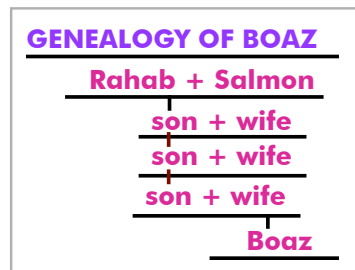 GENEALOGY OF BOAZ
Rahab + Salmon
son + wife
son + wife
son + wife
Boaz